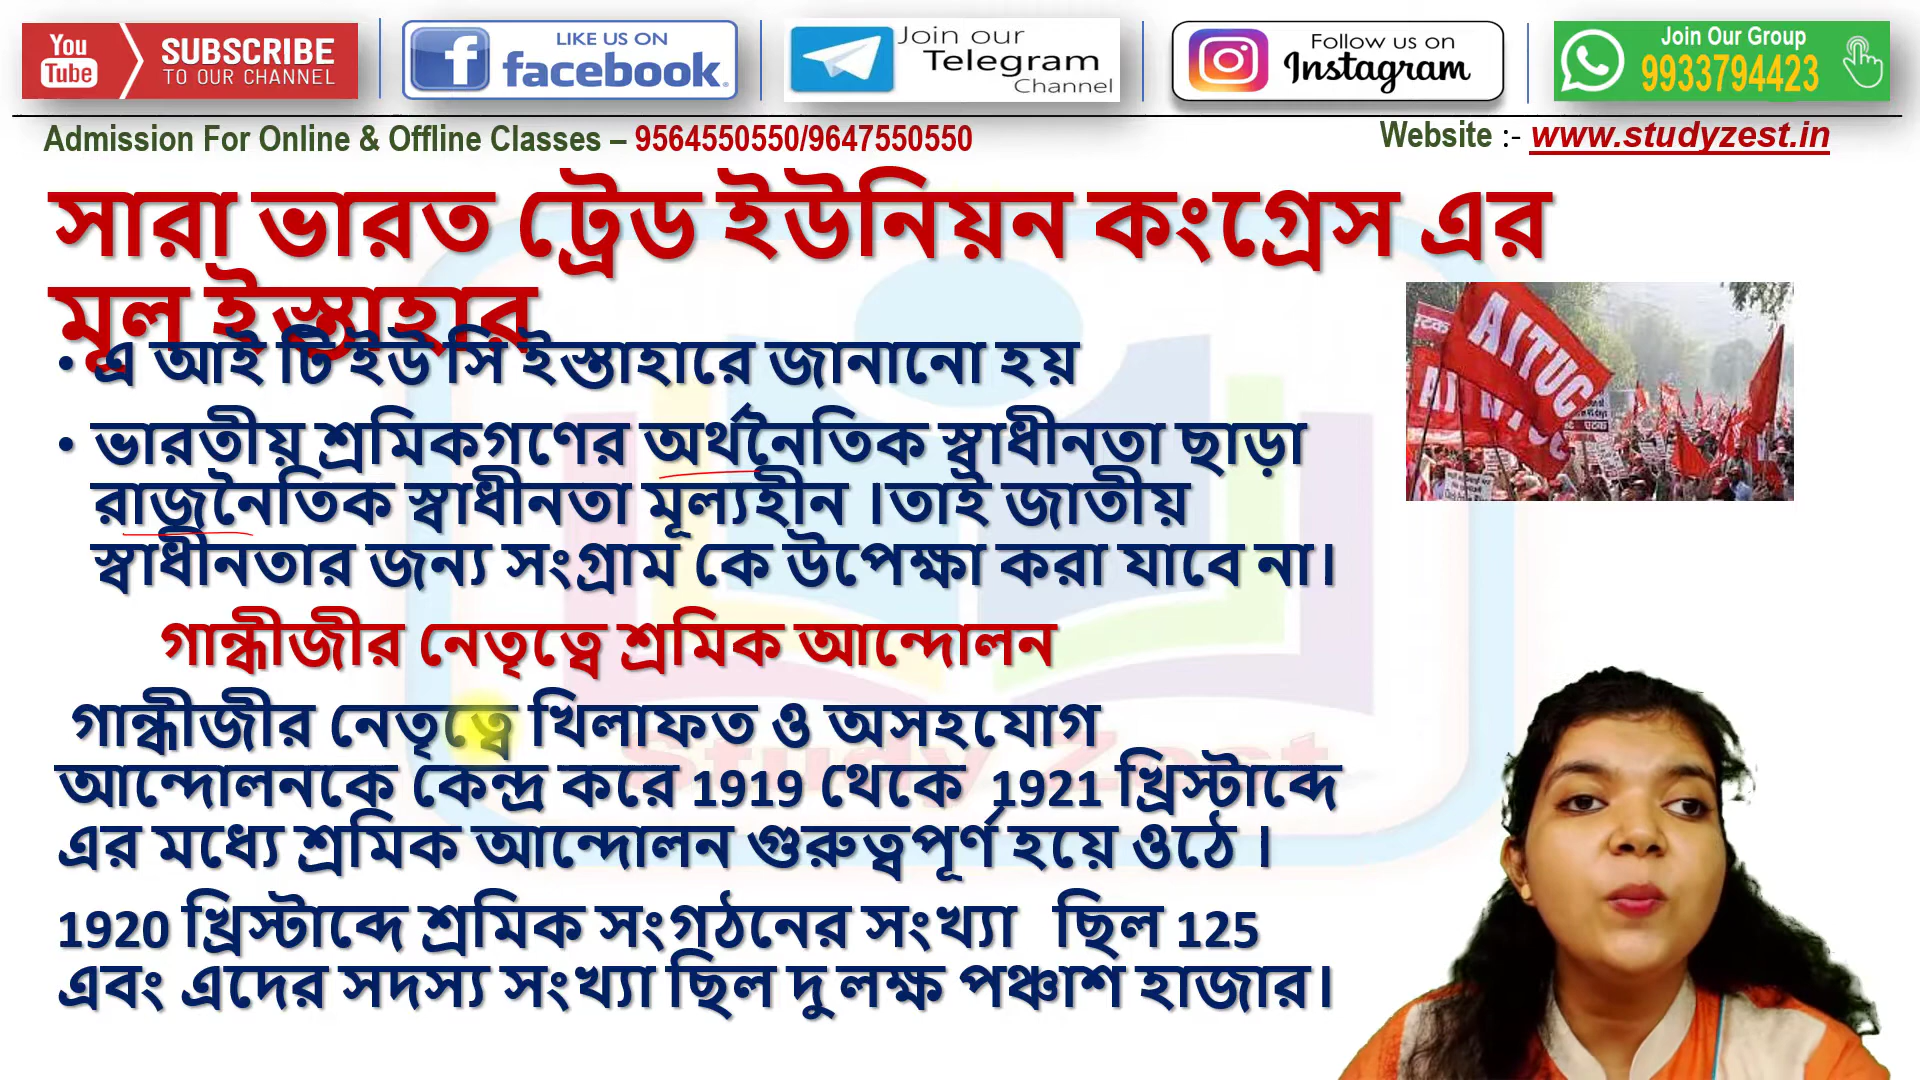 You Tube SUBSCRIBE TO OUR CHANNEL
LIKE US ON facebook.
Join our Telegram Channel
Follow us on Instagram
Join Our Group 9933794423
Admission For Online & Offline Classes – 9564550550/9647550550
Website :- www.studyzest.in
সারা ভারত ট্রেড ইউনিয়ন কংগ্রেস এর
মূল ইস্তাহার
• এ আই টি ইউ সি ইস্তাহারে জানানো হয়
• ভারতীয় শ্রমিকগণের অর্থনৈতিক স্বাধীনতা ছাড়া
রাজনৈতিক স্বাধীনতা মূল্যহীন ।তাই জাতীয়
স্বাধীনতার জন্য সংগ্রাম কে উপেক্ষা করা যাবে না।
AITUC
গান্ধীজীর নেতৃত্বে শ্রমিক আন্দোলন
গান্ধীজীর নেতৃত্বে খিলাফত ও অসহযোগ
আন্দোলনকে কেন্দ্র করে 1919 থেকে 1921 খ্রিস্টাব্দে
এর মধ্যে শ্রমিক আন্দোলন গুরুত্বপূর্ণ হয়ে ওঠে ।
1920 খ্রিস্টাব্দে শ্রমিক সংগঠনের সংখ্যা ছিল 125
এবং এদের সদস্য সংখ্যা ছিল দু লক্ষ পঞ্চাশ হাজার।
Study Zest